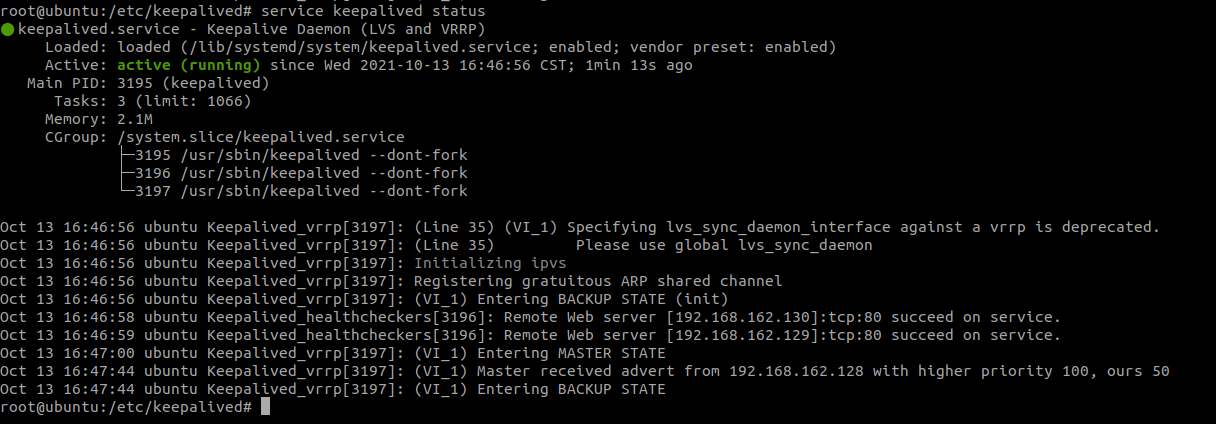 root@ubuntu:/etc/keepalived# service keepalived status
● keepalived.service - Keepalive Daemon (LVS and VRRP)
     Loaded: loaded (/lib/systemd/system/keepalived.service; enabled; vendor preset: enabled)
     Active: active (running) since Wed 2021-10-13 16:46:56 CST; 1min 13s ago
   Main PID: 3195 (keepalived)
      Tasks: 3 (limit: 1066)
     Memory: 2.1M
     CGroup: /system.slice/keepalived.service
             ├─3195 /usr/sbin/keepalived --dont-fork
             ├─3196 /usr/sbin/keepalived --dont-fork
             └─3197 /usr/sbin/keepalived --dont-fork

Oct 13 16:46:56 ubuntu Keepalived_vrrp[3197]: (Line 35) (VI_1) Specifying lvs_sync_daemon_interface against a vrrp is deprecated.
Oct 13 16:46:56 ubuntu Keepalived_vrrp[3197]: (Line 35)         Please use global lvs_sync_daemon
Oct 13 16:46:56 ubuntu Keepalived_vrrp[3197]: Initializing ipvs
Oct 13 16:46:56 ubuntu Keepalived_vrrp[3197]: Registering gratuitous ARP shared channel
Oct 13 16:46:56 ubuntu Keepalived_vrrp[3197]: (VI_1) Entering BACKUP STATE (init)
Oct 13 16:46:58 ubuntu Keepalived_healthcheckers[3196]: Remote Web server [192.168.162.130]:tcp:80 succeed on service.
Oct 13 16:46:59 ubuntu Keepalived_healthcheckers[3196]: Remote Web server [192.168.162.129]:tcp:80 succeed on service.
Oct 13 16:47:00 ubuntu Keepalived_vrrp[3197]: (VI_1) Entering MASTER STATE
Oct 13 16:47:44 ubuntu Keepalived_vrrp[3197]: (VI_1) Master received advert from 192.168.162.128 with higher priority 100, ours 50
Oct 13 16:47:44 ubuntu Keepalived_vrrp[3197]: (VI_1) Entering BACKUP STATE
root@ubuntu:/etc/keepalived#